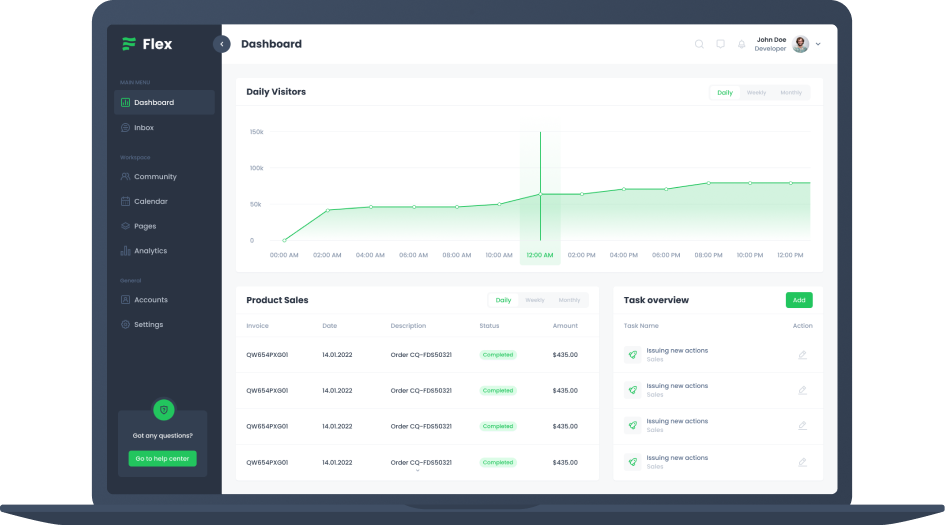 Flex
Dashboard
John Doe
Developer
MAIN MENU
Dashboard
Inbox
Workspace
Community
Calendar
Pages
Analytics
General
Accounts
Settings
Got any questions?
Go to help center
Daily Visitors
Daily Weekly Monthly
150k
100k
50k
0
00:00 AM 02:00 AM 04:00 AM 06:00 AM 08:00 AM 10:00 AM 12:00 AM 02:00 PM 04:00 PM 06:00 PM 08:00 PM 10:00 PM 12:00 PM
Product Sales
Daily Weekly Monthly
Invoice Date Description Status Amount
QW654PXG01 14.01.2022 Order CQ-FDS50321 Completed $435.00
QW654PXG01 14.01.2022 Order CQ-FDS50321 Completed $435.00
QW654PXG01 14.01.2022 Order CQ-FDS50321 Completed $435.00
QW654PXG01 14.01.2022 Order CQ-FDS50321 Completed $435.00
Task overview
Add
Task Name Action
Issuing new actions
Sales
Issuing new actions
Sales
Issuing new actions
Sales
Issuing new actions
Sales